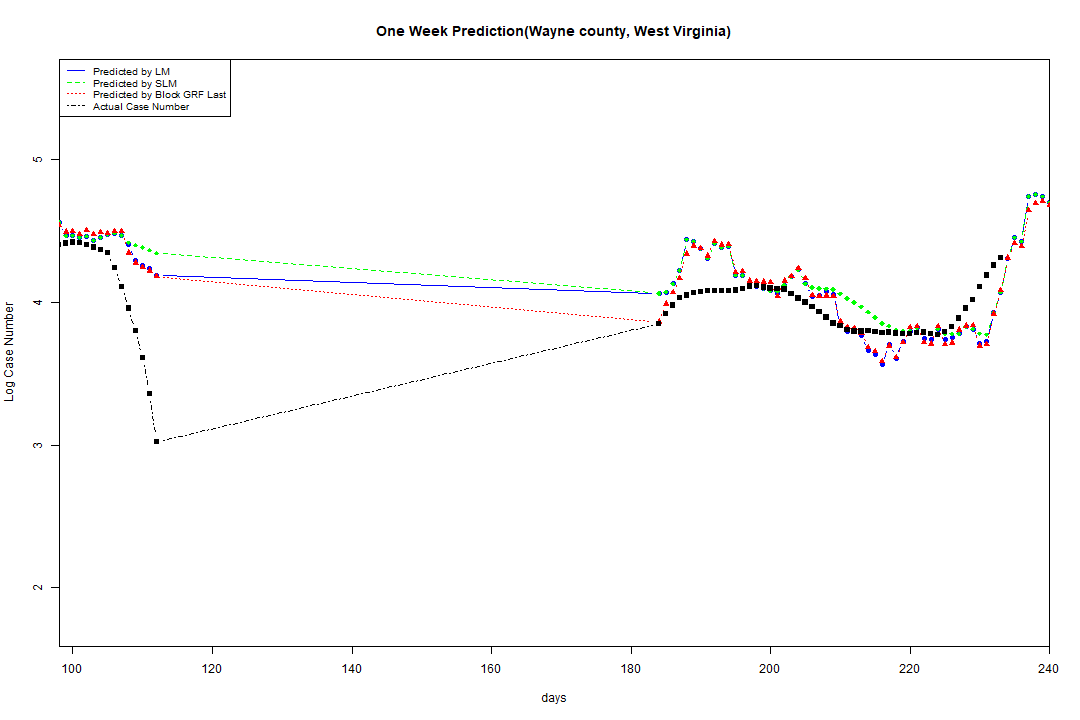 One Week Prediction(Wayne county, West Virginia)
Predicted by LM
Predicted by SLM
Predicted by Block GRF Last
Actual Case Number
5
4
3
2
Log Case Number
100 120 140 160 180 200 220 240
days